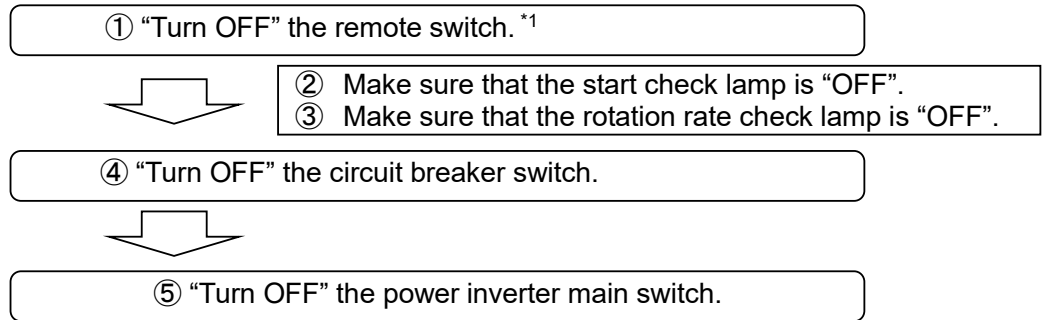 ① “Turn OFF” the remote switch. *1
② Make sure that the start check lamp is “OFF”.
③ Make sure that the rotation rate check lamp is “OFF”.
④ “Turn OFF” the circuit breaker switch.
⑤ “Turn OFF” the power inverter main switch.